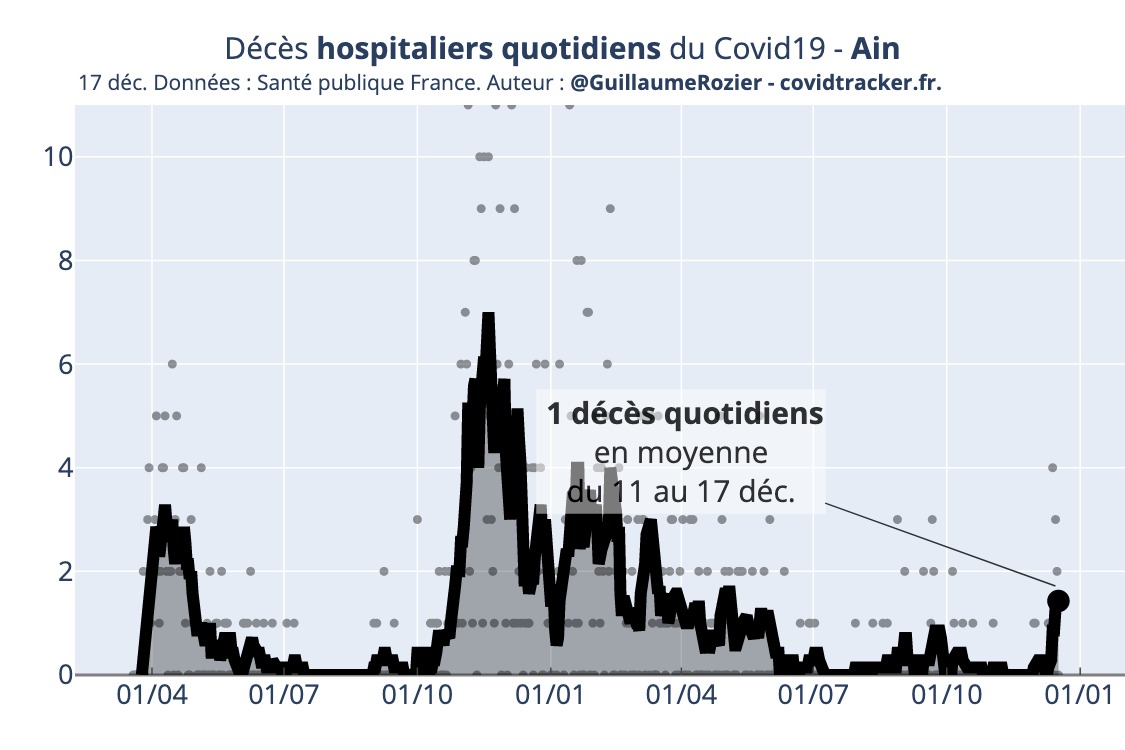 Décès hospitaliers quotidiens du Covid19 - Ain
17 déc. Données : Santé publique France. Auteur : @GuillaumeRozier - covidtracker.fr.
10
8
6
4
2
0
1 décès quotidiens
en moyenne
du 11 au 17 déc.
01/04 01/07 01/10 01/01 01/04 01/07 01/10 01/01